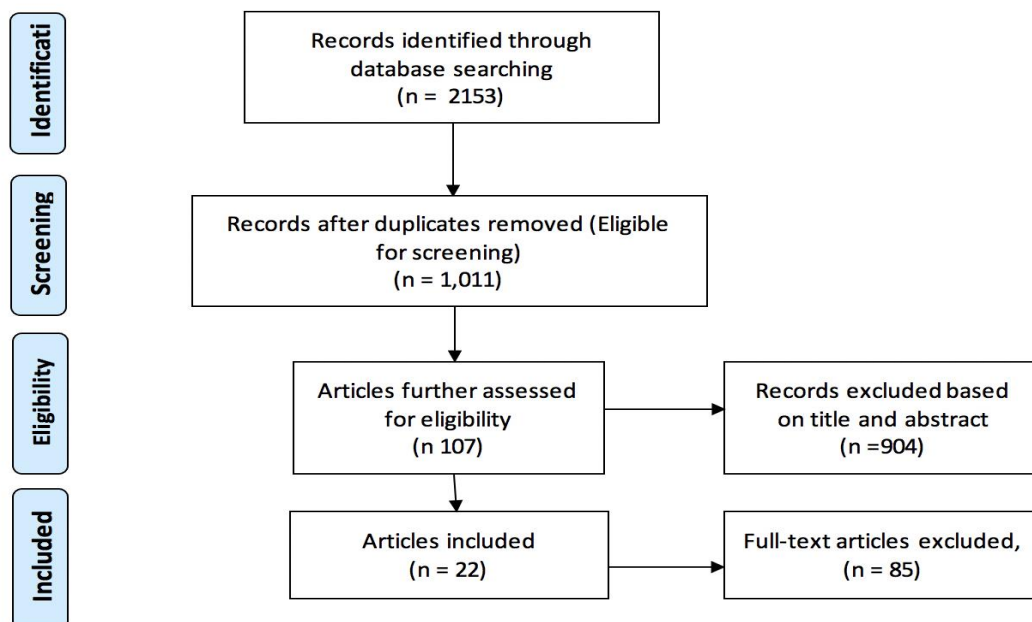 Identificati
Records identified through
database searching
(n = 2153)
Screening
Records after duplicates removed (Eligible
for screening)
(n = 1,011)
Eligibility
Articles further assessed
for eligibility
(n 107)
Records excluded based
on title and abstract
(n =904)
Included
Articles included
(n = 22)
Full-text articles excluded,
(n = 85)